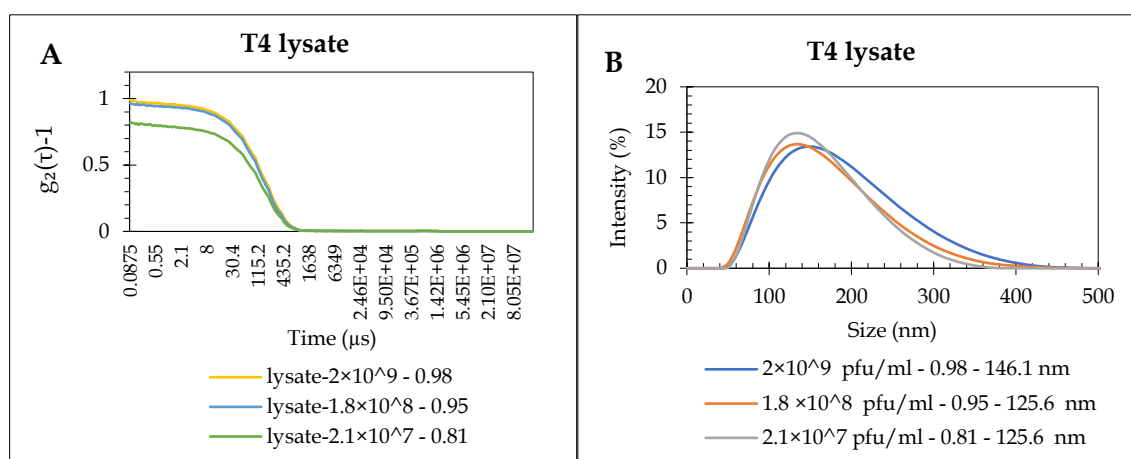 A
T4 lysate
g₂(τ)-1
1
0.5
0
0.0875
0.55
2.1
8
30.4
115.2
435.2
1638
6349
2.46E+04
9.50E+04
3.67E+05
1.42E+06
5.45E+06
2.10E+07
8.05E+07
Time (µs)
lysate-2×10^9 - 0.98
lysate-1.8×10^8 - 0.95
lysate-2.1×10^7 - 0.81
B
T4 lysate
Intensity (%)
20
15
10
5
0
0 100 200 300 400 500
Size (nm)
2×10^9 pfu/ml - 0.98 - 146.1 nm
1.8 ×10^8 pfu/ml - 0.95 - 125.6 nm
2.1×10^7 pfu/ml - 0.81 - 125.6 nm